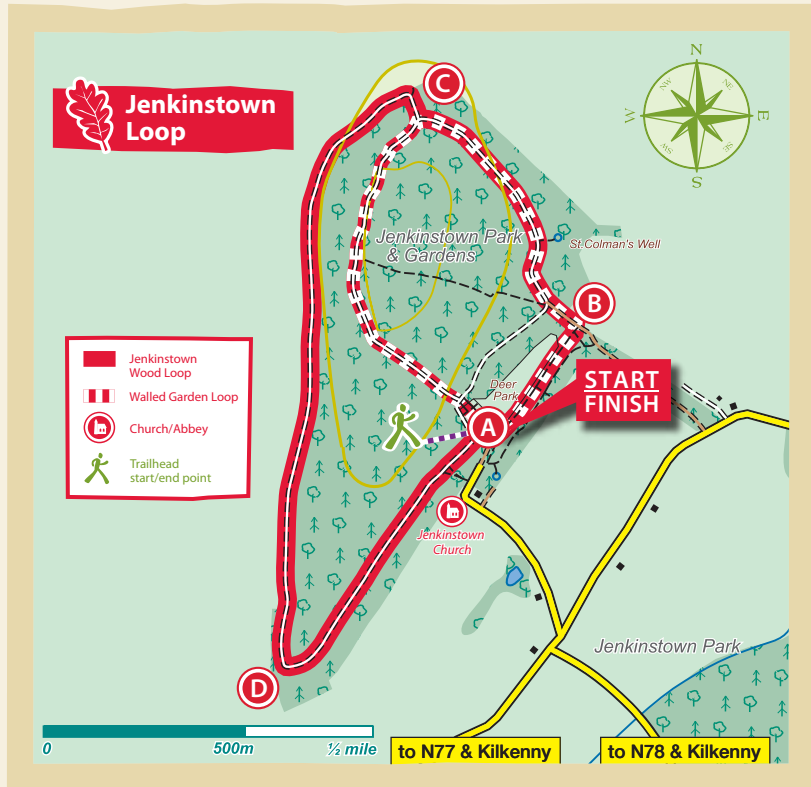 Jenkinstown
Loop
N
NW
NE
W
E
SW
SE
S
C
Jenkinstown Park
& Gardens
St.Colman's Well
B
Jenkinstown
Wood Loop
Walled Garden Loop
Church/Abbey
Trailhead
start/end point
Deer
Park
START
FINISH
A
Jenkinstown
Church
Jenkinstown Park
D
0
500m
½ mile
to N77 & Kilkenny
to N78 & Kilkenny